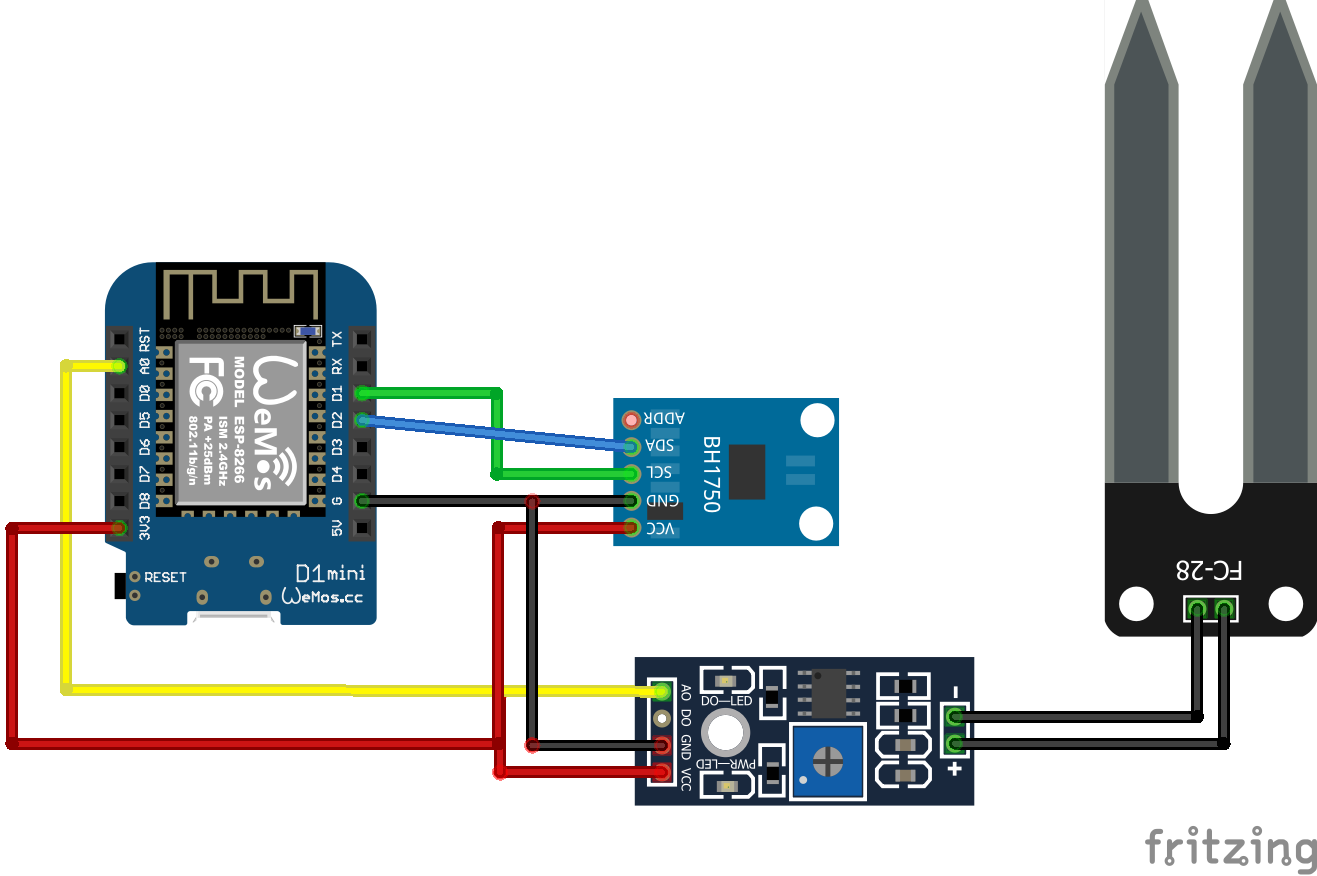 RST
A0
D0
D5
D6
D7
D8
3V3
TX
RX
D1
D2
D3
D4
G
5V
WeMos
MODEL ESP-8266
ISM 2.4GHz
PA +25dBm
802.11b/g/n
FC
RESET
D1mini
WeMos.cc
ADDR
SDA
SCL
GND
VCC
BH1750
AO
DO
GND
VCC
DO-LED
PWR-LED
-
+
FC-28
fritzing